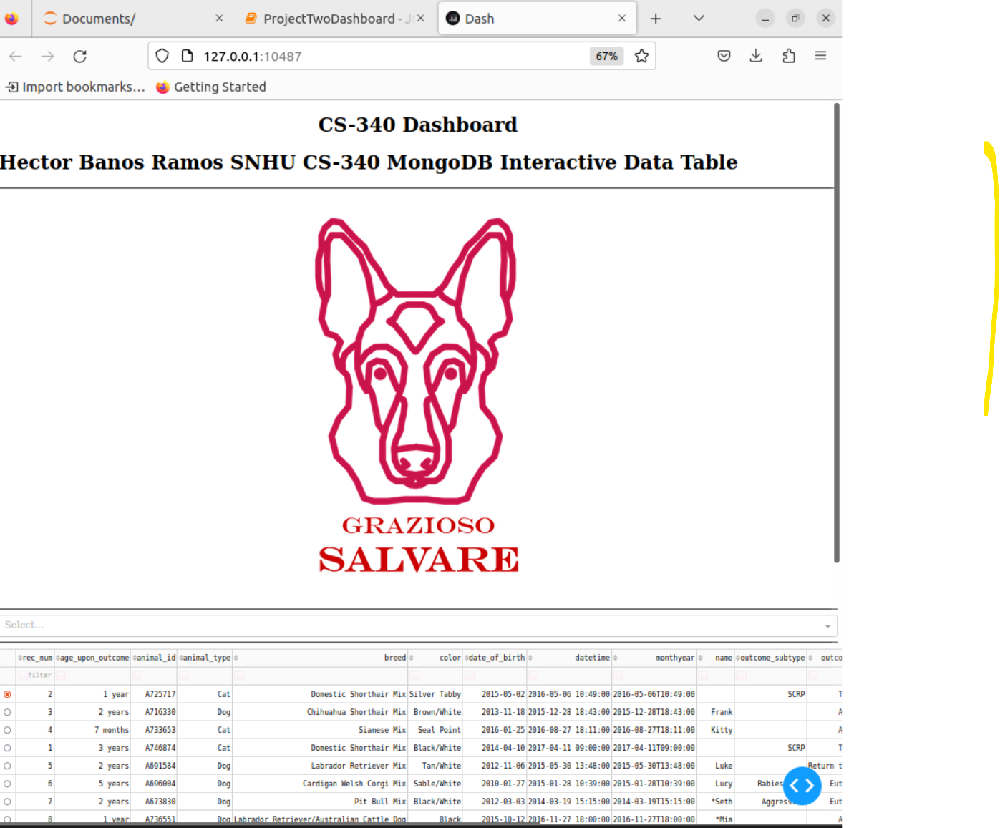 Documents/
ProjectTwoDashboard - J
Dash
127.0.0.1:10487
67%
Import bookmarks...
Getting Started
CS-340 Dashboard
Hector Banos Ramos SNHU CS-340 MongoDB Interactive Data Table
GRAZIOSO
SALVARE
Select...
rec_num age_upon_outcome animal_id animal_type breed color date_of_birth datetime monthyear name outcome_subtype outco
filter
2 1 year A725717 Cat Domestic Shorthair Mix Silver Tabby 2015-05-02 2016-05-06 10:49:00 2016-05-06T10:49:00 SCRP T
3 2 years A716330 Dog Chihuahua Shorthair Mix Brown/White 2013-11-18 2015-12-28 18:43:00 2015-12-28T18:43:00 Frank A
4 7 months A733653 Cat Siamese Mix Seal Point 2016-01-25 2016-08-27 18:11:00 2016-08-27T18:11:00 Kitty A
1 3 years A746874 Cat Domestic Shorthair Mix Black/White 2014-04-10 2017-04-11 09:00:00 2017-04-11T09:00:00 SCRP T
5 2 years A691584 Dog Labrador Retriever Mix Tan/White 2012-11-06 2015-05-30 13:48:00 2015-05-30T13:48:00 Luke Return t
6 5 years A696004 Dog Cardigan Welsh Corgi Mix Sable/White 2010-01-27 2015-01-28 10:39:00 2015-01-28T10:39:00 Lucy Rabies Eut
7 2 years A673830 Dog Pit Bull Mix Black/White 2012-03-03 2014-03-19 15:15:00 2014-03-19T15:15:00 *Seth Aggres Eut
8 1 year A736551 Dog Labrador Retriever/Australian Cattle Dog Black 2015-10-12 2016-11-27 18:00:00 2016-11-27T18:00:00 *Mia A